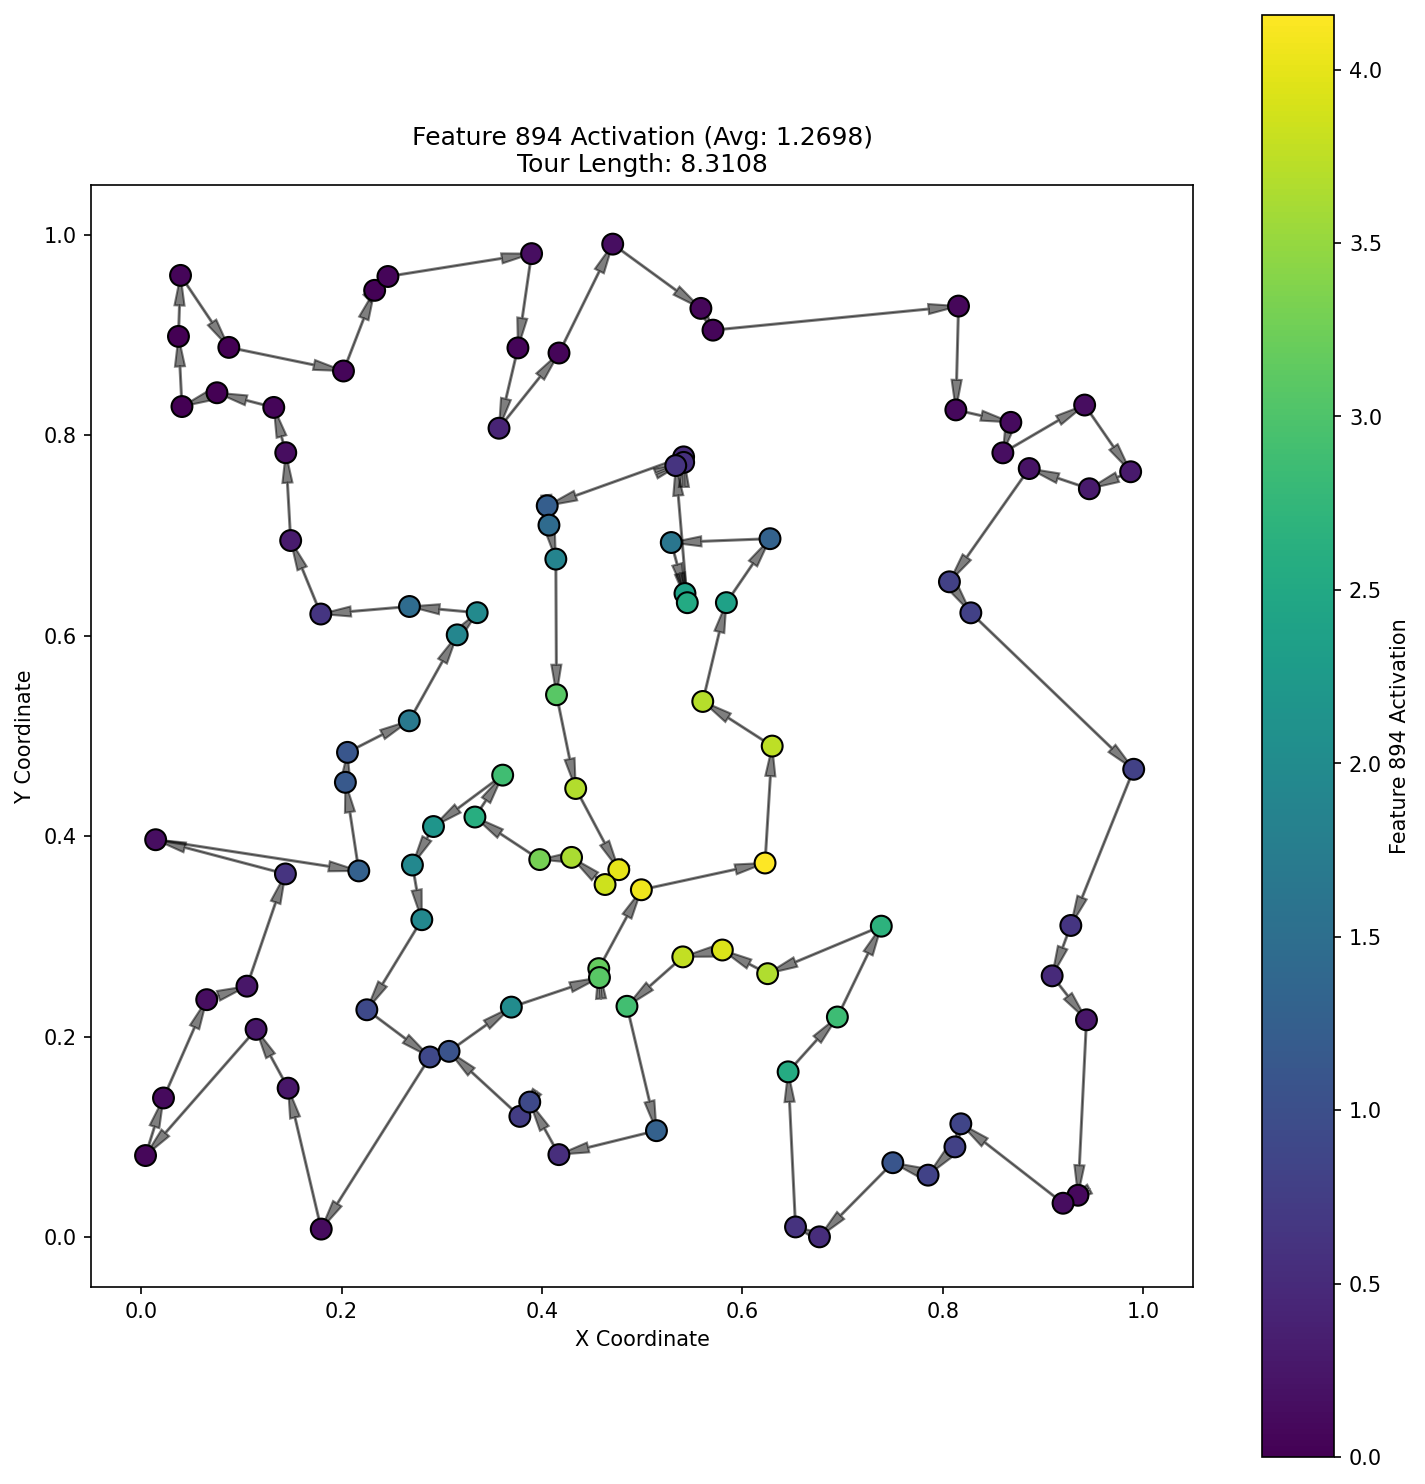 Feature 894 Activation (Avg: 1.2698)
Tour Length: 8.3108
1.0
0.8
0.6
0.4
0.2
0.0
Y Coordinate
0.0 0.2 0.4 0.6 0.8 1.0
X Coordinate
4.0
3.5
3.0
2.5
2.0
1.5
1.0
0.5
0.0
Feature 894 Activation